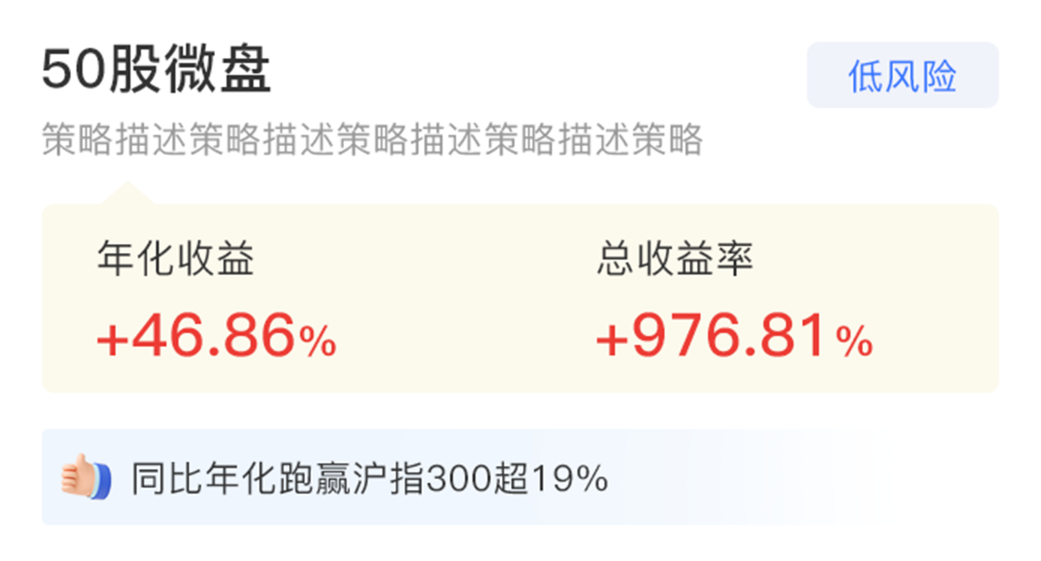 50股微盘
低风险
策略描述策略描述策略描述策略描述策略
年化收益
总收益率
+46.86%
+976.81%
同比年化跑赢沪指300超19%